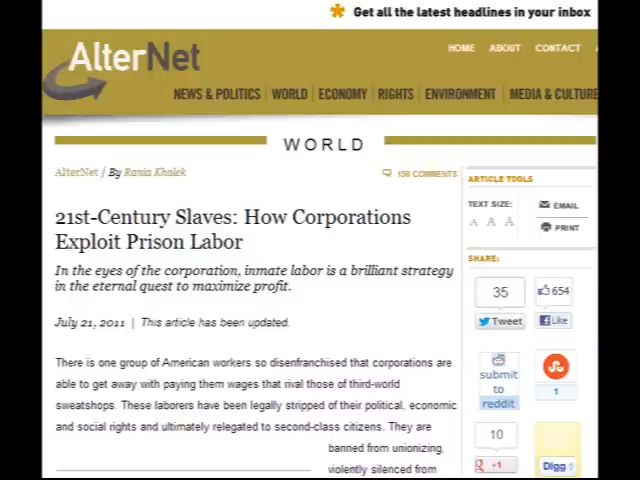 Get all the latest headlines in your inbox
AlterNet
HOME ABOUT CONTACT
NEWS & POLITICS WORLD ECONOMY RIGHTS ENVIRONMENT MEDIA & CULTURE
WORLD
AlterNet / By Rania Khalek
158 COMMENTS
21st-Century Slaves: How Corporations
Exploit Prison Labor
In the eyes of the corporation, inmate labor is a brilliant strategy
in the eternal quest to maximize profit.
July 21, 2011 | This article has been updated.
There is one group of American workers so disenfranchised that corporations are
able to get away with paying them wages that rival those of third-world
sweatshops. These laborers have been legally stripped of their political, economic
and social rights and ultimately relegated to second-class citizens. They are
banned from unionizing,
violently silenced from
ARTICLE TOOLS
TEXT SIZE:
A A A
EMAIL
PRINT
SHARE:
35
Tweet
654
Like
submit
to
reddit
1
10
+1
Digg